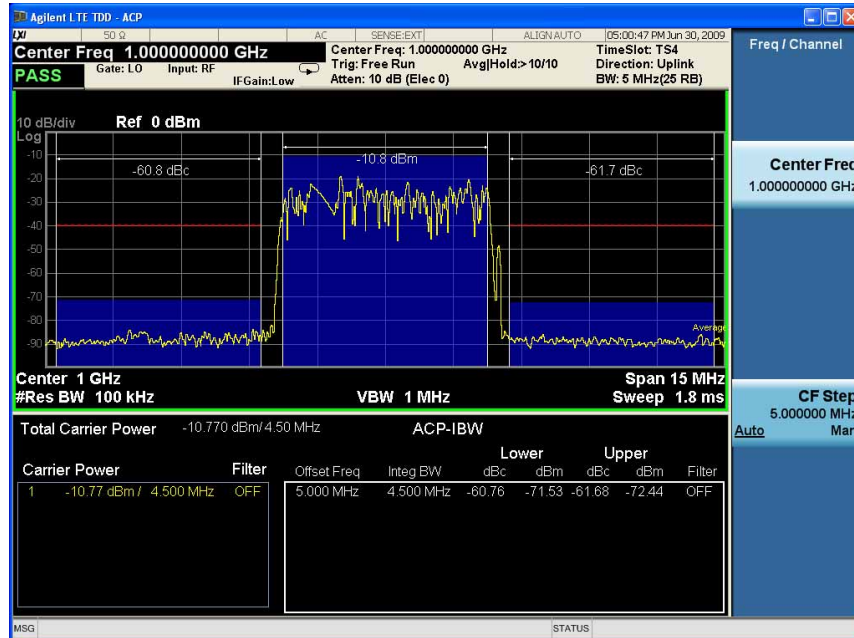 Agilent LTE TDD - ACP
LXI 50 Ω AC SENSE:EXT ALIGN AUTO 05:00:47 PM Jun 30, 2009
Center Freq 1.000000000 GHz
Center Freq: 1.000000000 GHz
TimeSlot: TS4
Trig: Free Run Avg|Hold:>10/10
Direction: Uplink
PASS Gate: LO Input: RF
IFGain:Low
Atten: 10 dB (Elec 0)
BW: 5 MHz(25 RB)
Freq / Channel
10 dB/div Ref 0 dBm
Log
-10
-20
-30
-40
-50
-60
-70
-80
-90
-60.8 dBc
-10.8 dBm
-61.7 dBc
Average
Center 1 GHz Span 15 MHz
#Res BW 100 kHz VBW 1 MHz Sweep 1.8 ms
Center Freq
1.000000000 GHz
CF Step
5.000000 MHz
Auto Man
Total Carrier Power -10.770 dBm/ 4.50 MHz ACP-IBW
Lower Upper
Carrier Power Filter Offset Freq Integ BW dBc dBm dBc dBm Filter
1 -10.77 dBm / 4.500 MHz OFF 5.000 MHz 4.500 MHz -60.76 -71.53 -61.68 -72.44 OFF
MSG STATUS